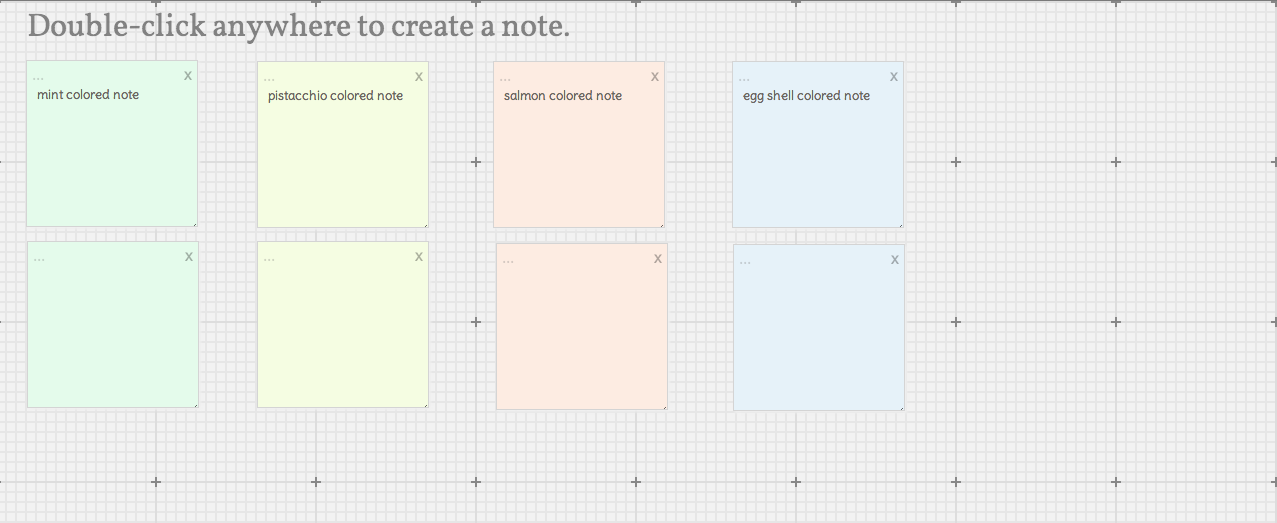 Double-click anywhere to create a note.
... x
mint colored note
... x
pistacchio colored note
... x
salmon colored note
... x
egg shell colored note
... x
... x
... x
... x